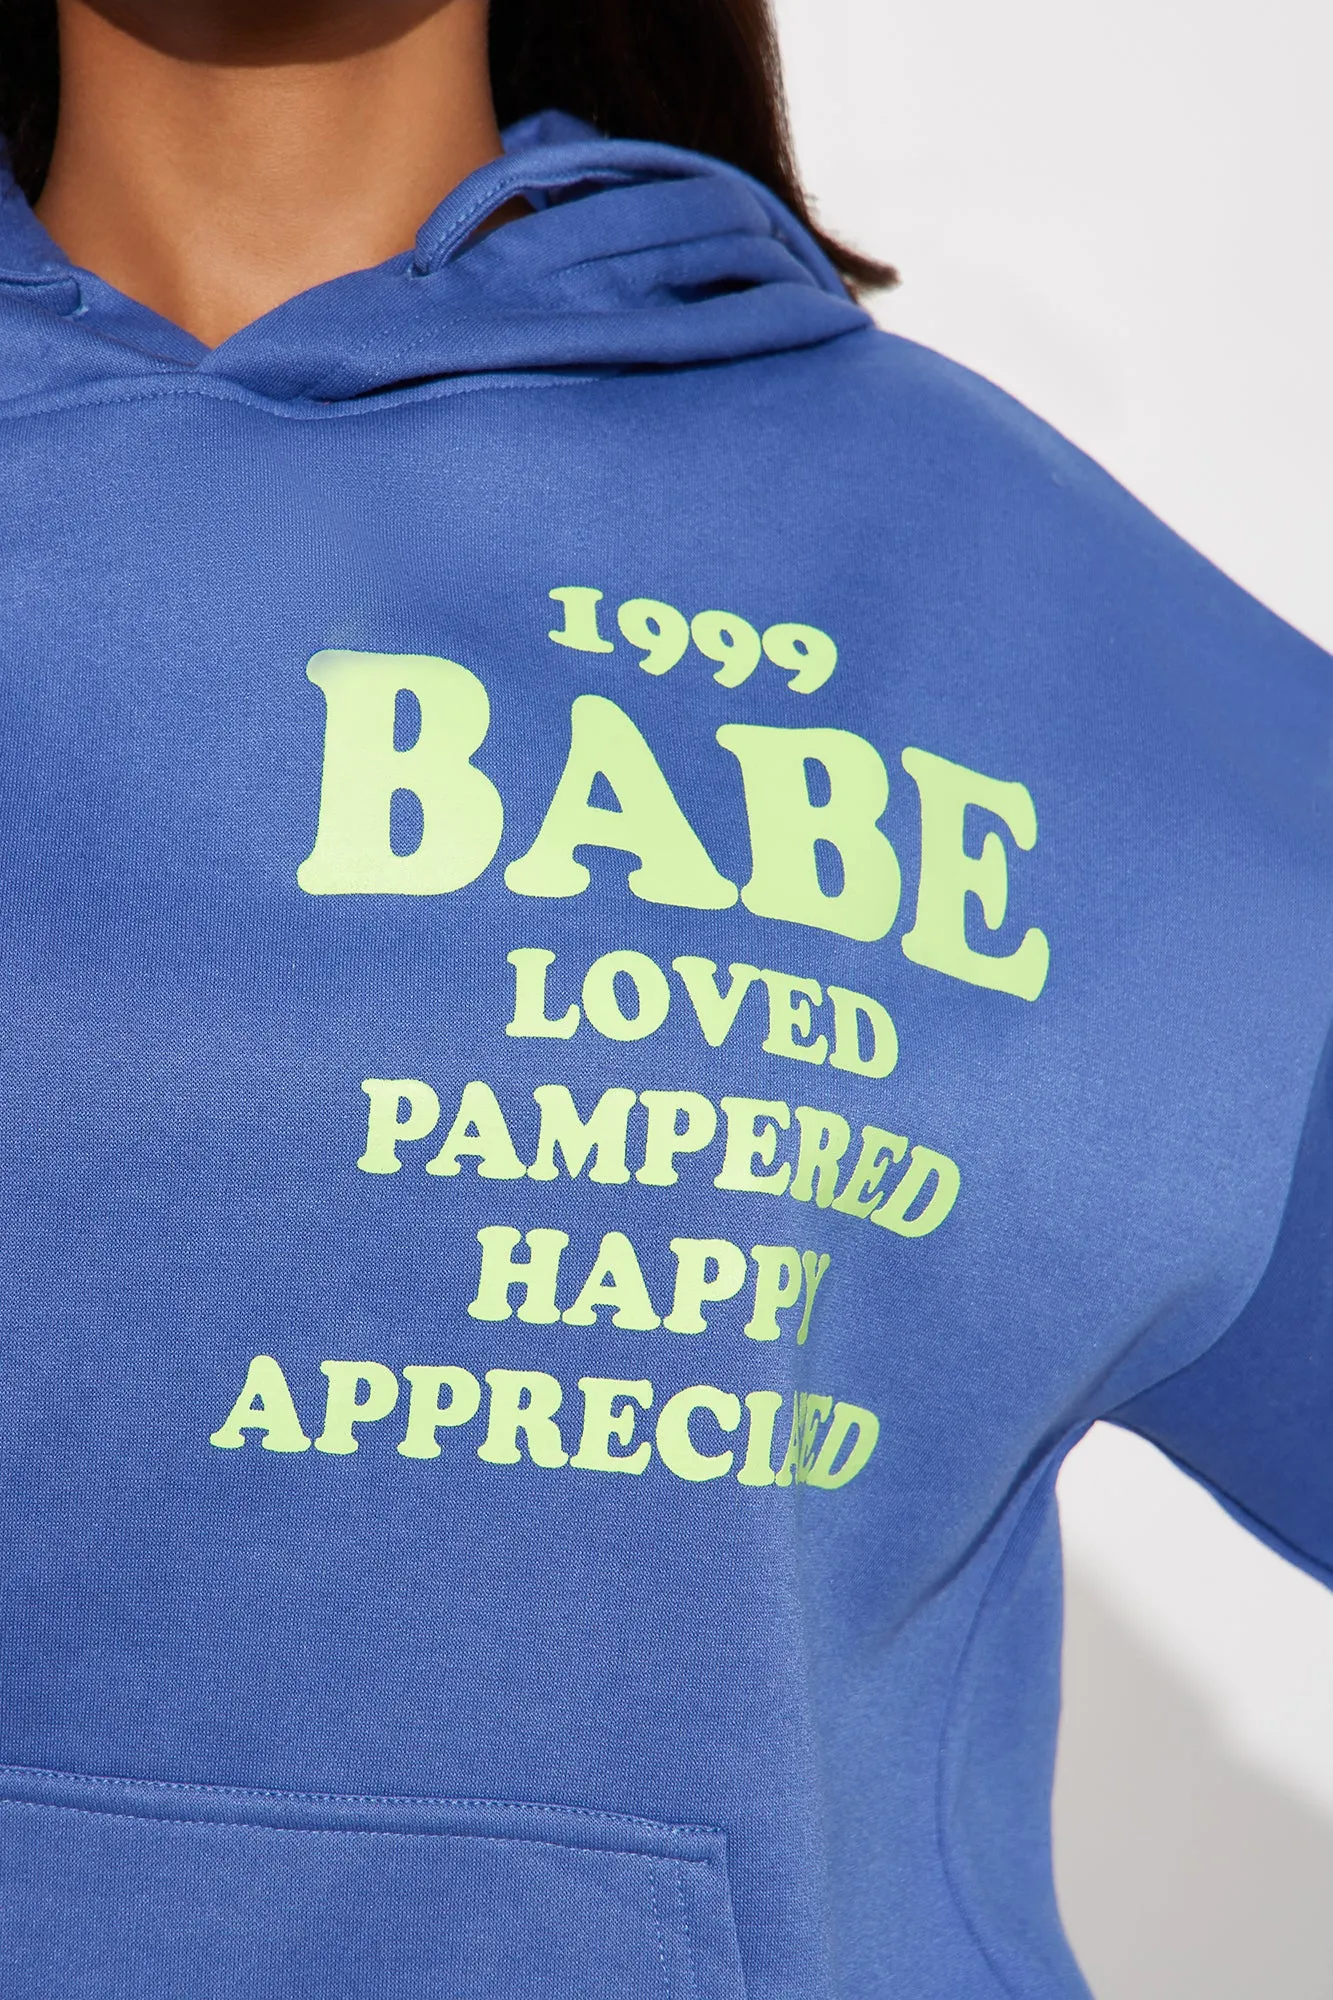 1999
BABE
LOVED
PAMPERED
HAPPY
APPRECIATED